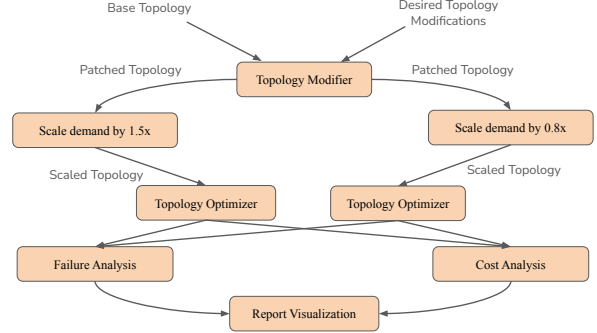 Base Topology
Desired Topology
Modifications
Topology Modifier
Patched Topology
Patched Topology
Scale demand by 1.5x
Scale demand by 0.8x
Scaled Topology
Scaled Topology
Topology Optimizer
Topology Optimizer
Failure Analysis
Cost Analysis
Report Visualization